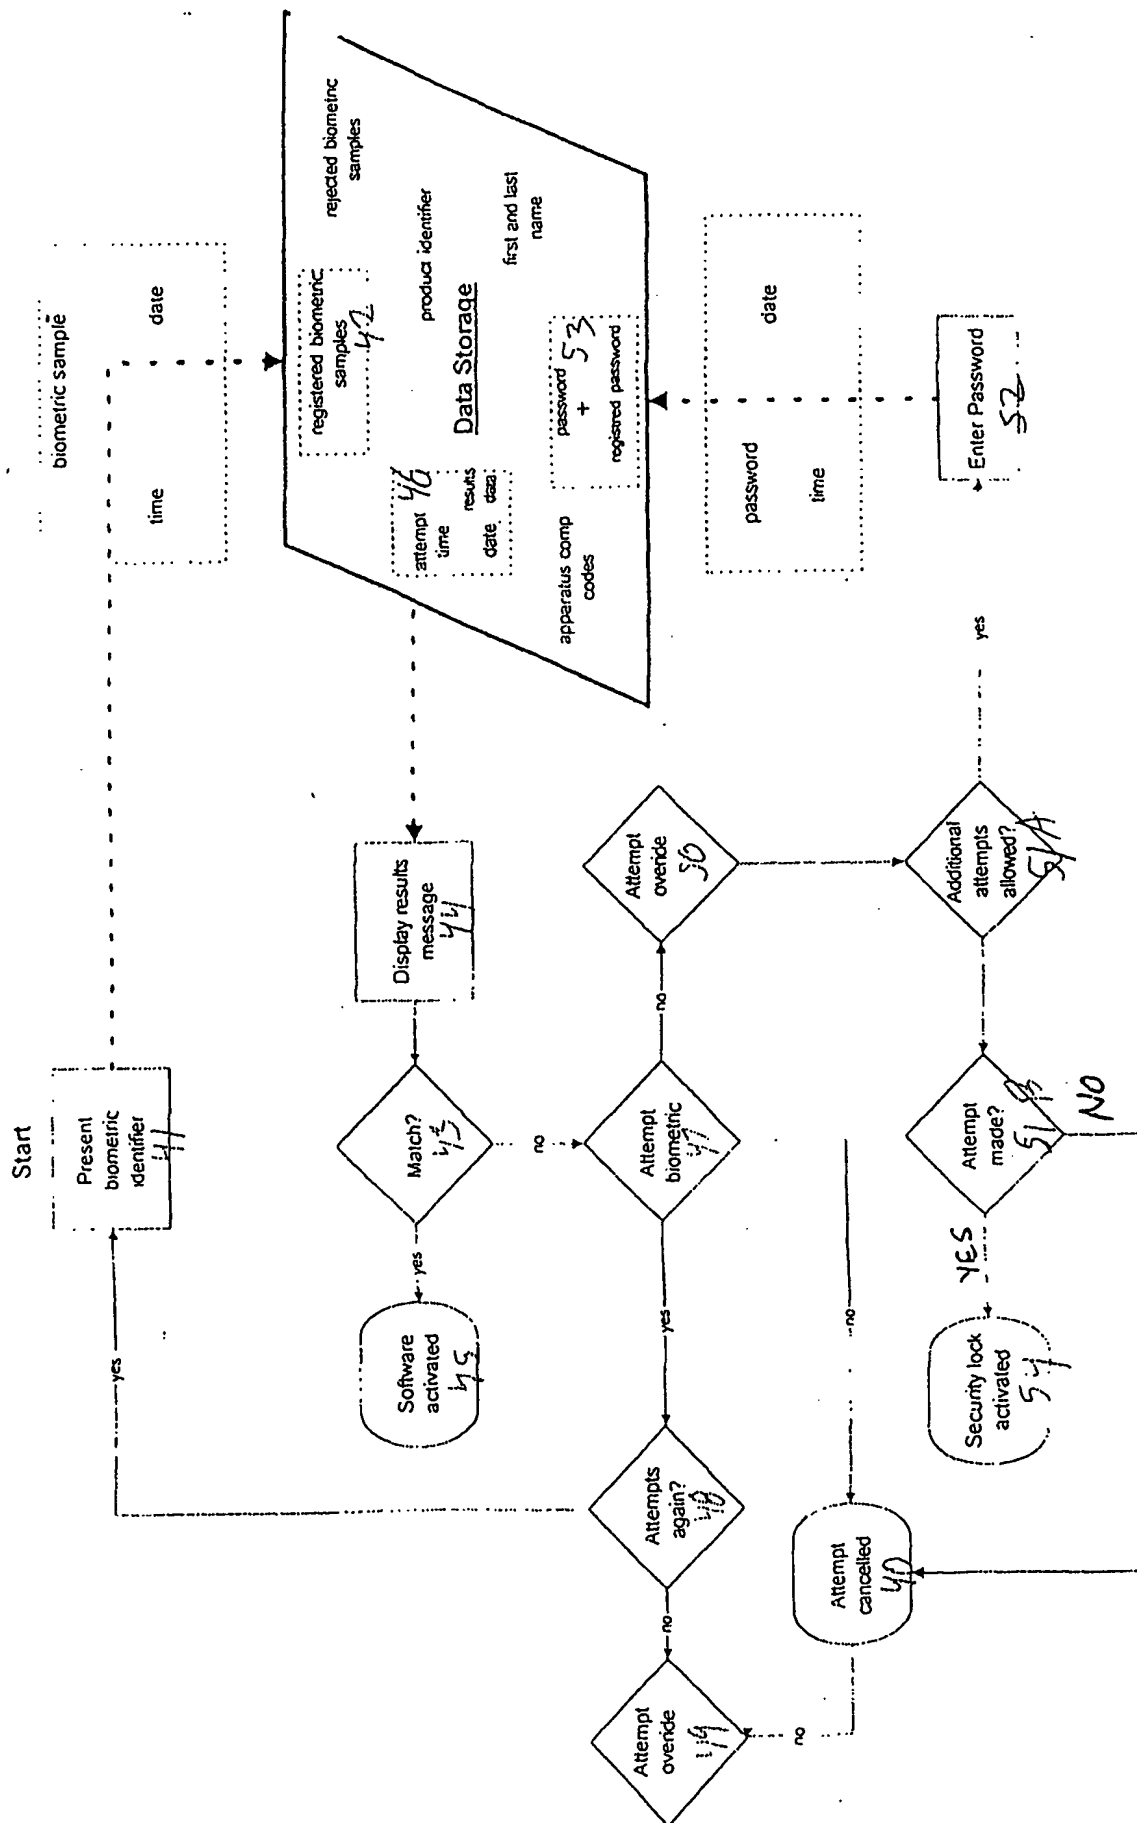 Start
Present
biometric
identifier
41
biometric sample
time
date
yes
registered biometric
samples
42
rejected biometric
samples
product identifier
Data Storage
first and last
name
attempt 46
time
results
date data
password 53
+
registred password
apparatus comp
codes
password
date
time
Enter Password
52
Display results
message
44
Match?
43
yes
Software
activated
45
no
Attempt
biometric
47
no
Attempt
overide
50
yes
Attempts
again?
48
no
Attempt
overide
49
no
Attempt
cancelled
no
Additional
attempts
allowed?
51A
yes
Attempt
made?
51B
YES
NO
Security lock
activated
54